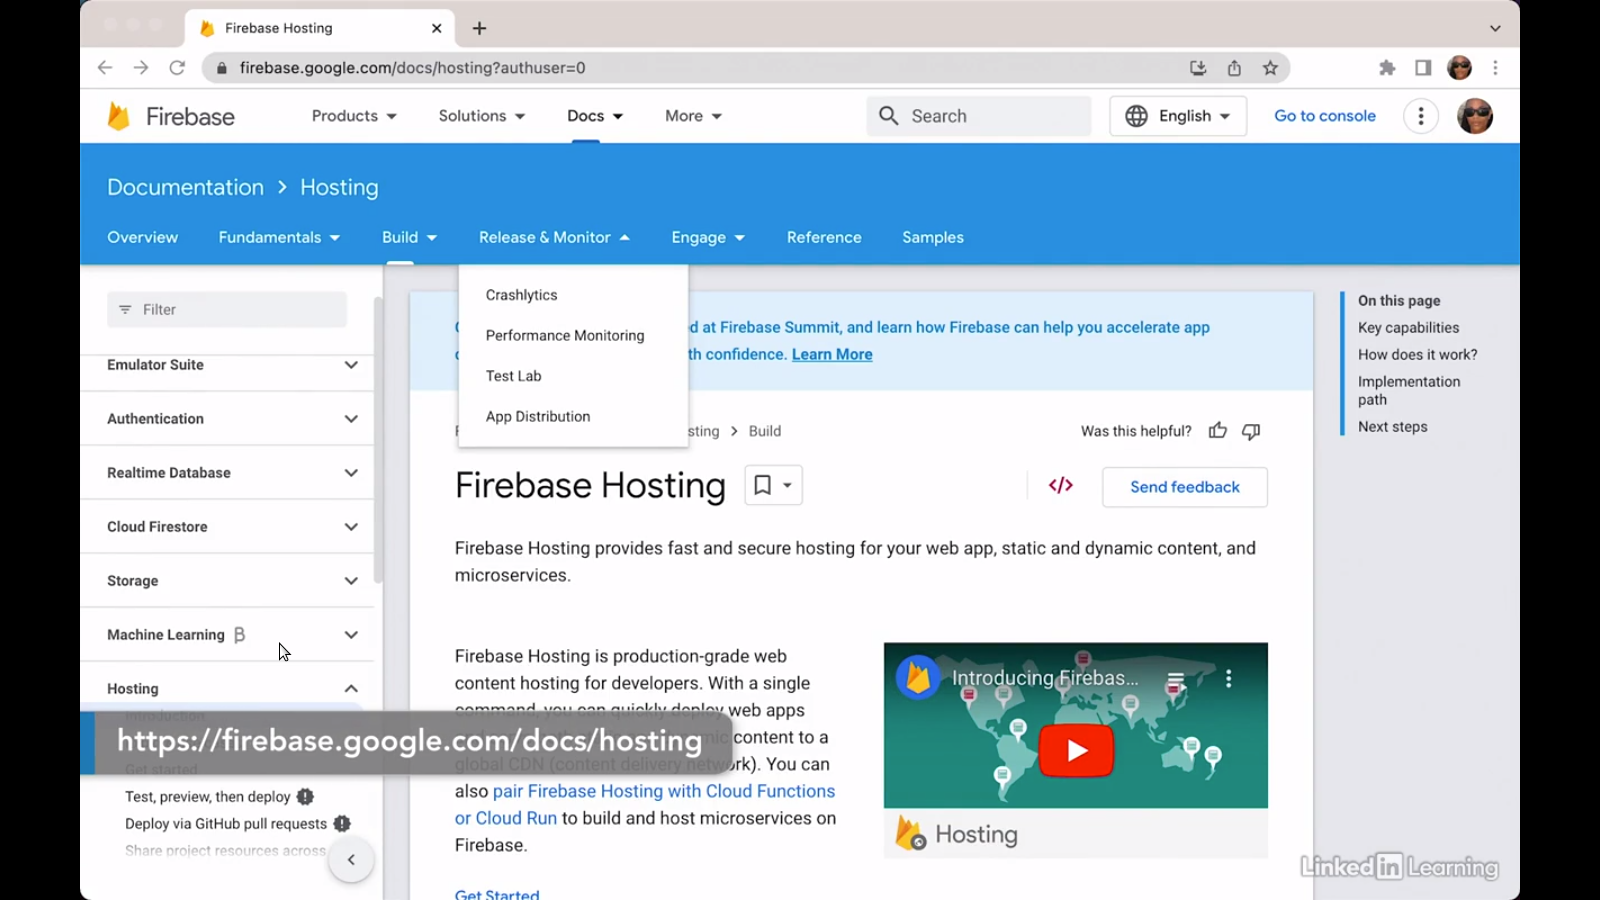 Firebase Hosting
firebase.google.com/docs/hosting?authuser=0
Firebase
Products
Solutions
Docs
More
Search
English
Go to console
Documentation > Hosting
Overview
Fundamentals
Build
Release & Monitor
Engage
Reference
Samples
Filter
Emulator Suite
Authentication
Realtime Database
Cloud Firestore
Storage
Machine Learning β
Hosting
Introduction
Get started
Test, preview, then deploy
Deploy via GitHub pull requests
Share project resources across
Crashlytics
Performance Monitoring
Test Lab
App Distribution
d at Firebase Summit, and learn how Firebase can help you accelerate app
th confidence. Learn More
sting > Build
Was this helpful?
Firebase Hosting
</>
Send feedback
Firebase Hosting provides fast and secure hosting for your web app, static and dynamic content, and
microservices.
Firebase Hosting is production-grade web
content hosting for developers. With a single
command, you can quickly deploy web apps
content to a
global CDN (content delivery network). You can
also pair Firebase Hosting with Cloud Functions
or Cloud Run to build and host microservices on
Firebase.
Get Started
Introducing Firebas...
Hosting
On this page
Key capabilities
How does it work?
Implementation
path
Next steps
https://firebase.google.com/docs/hosting
LinkedIn Learning